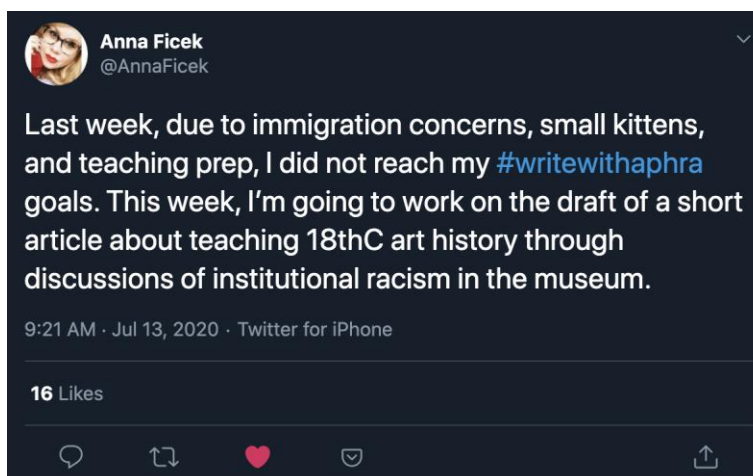 Anna Ficek
@AnnaFicek
Last week, due to immigration concerns, small kittens,
and teaching prep, I did not reach my #writewithaphra
goals. This week, I’m going to work on the draft of a short
article about teaching 18thC art history through
discussions of institutional racism in the museum.
9:21 AM · Jul 13, 2020 · Twitter for iPhone
16 Likes